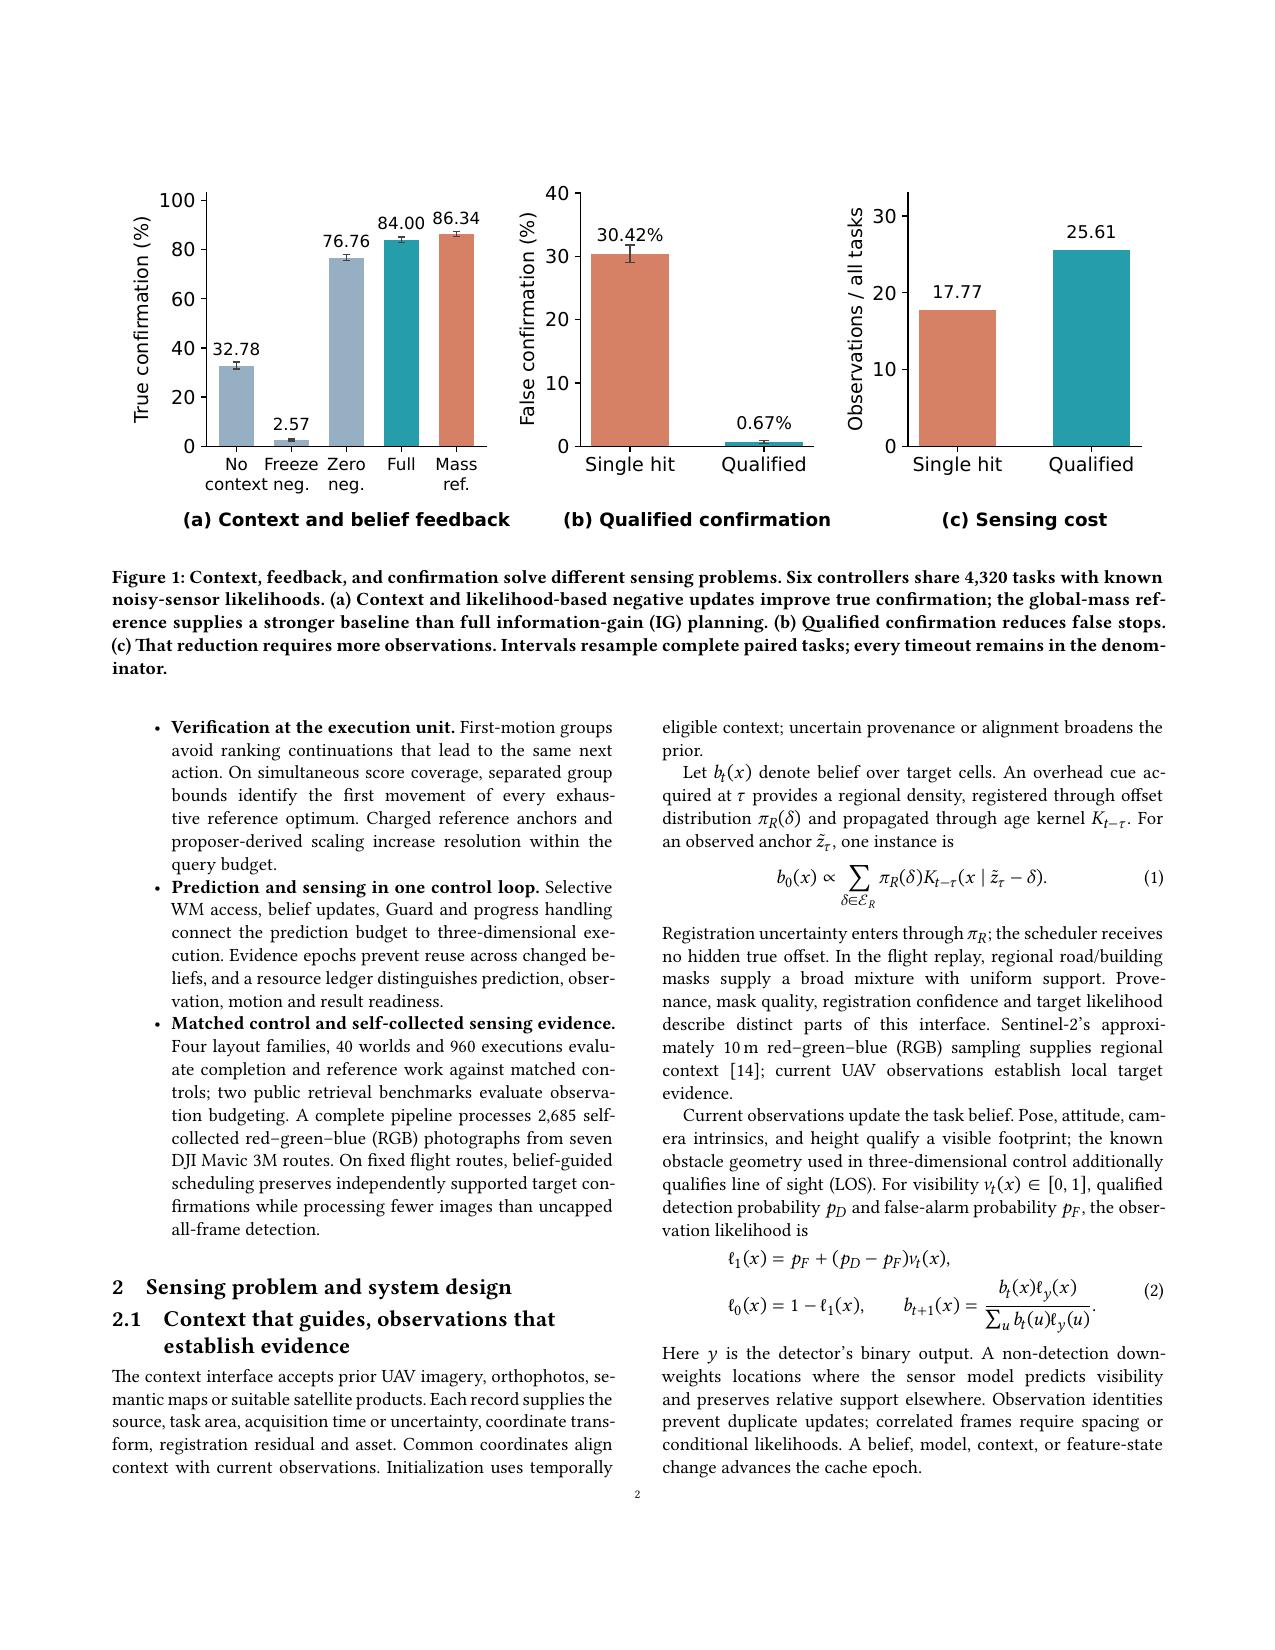 100
80
60
40
20
0
True confirmation (%)
32.78
2.57
76.76
84.00
86.34
No context
Freeze neg.
Zero neg.
Full
Mass ref.
(a) Context and belief feedback
40
30
20
10
0
False confirmation (%)
30.42%
0.67%
Single hit
Qualified
(b) Qualified confirmation
30
20
10
0
Observations / all tasks
17.77
25.61
Single hit
Qualified
(c) Sensing cost
Figure 1: Context, feedback, and confirmation solve different sensing problems. Six controllers share 4,320 tasks with known
noisy-sensor likelihoods. (a) Context and likelihood-based negative updates improve true confirmation; the global-mass ref-
erence supplies a stronger baseline than full information-gain (IG) planning. (b) Qualified confirmation reduces false stops.
(c) That reduction requires more observations. Intervals resample complete paired tasks; every timeout remains in the denom-
inator.
• Verification at the execution unit. First-motion groups
avoid ranking continuations that lead to the same next
action. On simultaneous score coverage, separated group
bounds identify the first movement of every exhaus-
tive reference optimum. Charged reference anchors and
proposer-derived scaling increase resolution within the
query budget.
• Prediction and sensing in one control loop. Selective
WM access, belief updates, Guard and progress handling
connect the prediction budget to three-dimensional exe-
cution. Evidence epochs prevent reuse across changed be-
liefs, and a resource ledger distinguishes prediction, obser-
vation, motion and result readiness.
• Matched control and self-collected sensing evidence.
Four layout families, 40 worlds and 960 executions evalu-
ate completion and reference work against matched con-
trols; two public retrieval benchmarks evaluate observa-
tion budgeting. A complete pipeline processes 2,685 self-
collected red–green–blue (RGB) photographs from seven
DJI Mavic 3M routes. On fixed flight routes, belief-guided
scheduling preserves independently supported target con-
firmations while processing fewer images than uncapped
all-frame detection.
2 Sensing problem and system design
2.1 Context that guides, observations that
establish evidence
The context interface accepts prior UAV imagery, orthophotos, se-
mantic maps or suitable satellite products. Each record supplies the
source, task area, acquisition time or uncertainty, coordinate trans-
form, registration residual and asset. Common coordinates align
context with current observations. Initialization uses temporally
eligible context; uncertain provenance or alignment broadens the
prior.
Let b_t(x) denote belief over target cells. An overhead cue ac-
quired at τ provides a regional density, registered through offset
distribution π_R(δ) and propagated through age kernel K_{t−τ}. For
an observed anchor z̃_τ, one instance is
b_0(x) ∝ ∑_{δ∈ℰ_R} π_R(δ)K_{t−τ}(x | z̃_τ − δ). (1)
Registration uncertainty enters through π_R; the scheduler receives
no hidden true offset. In the flight replay, regional road/building
masks supply a broad mixture with uniform support. Prove-
nance, mask quality, registration confidence and target likelihood
describe distinct parts of this interface. Sentinel-2's approxi-
mately 10 m red–green–blue (RGB) sampling supplies regional
context [14]; current UAV observations establish local target
evidence.
Current observations update the task belief. Pose, attitude, cam-
era intrinsics, and height qualify a visible footprint; the known
obstacle geometry used in three-dimensional control additionally
qualifies line of sight (LOS). For visibility v_t(x) ∈ [0, 1], qualified
detection probability p_D and false-alarm probability p_F, the obser-
vation likelihood is
ℓ_1(x) = p_F + (p_D − p_F)v_t(x),
ℓ_0(x) = 1 − ℓ_1(x), b_{t+1}(x) = b_t(x)ℓ_y(x) / ∑_u b_t(u)ℓ_y(u). (2)
Here y is the detector's binary output. A non-detection down-
weights locations where the sensor model predicts visibility
and preserves relative support elsewhere. Observation identities
prevent duplicate updates; correlated frames require spacing or
conditional likelihoods. A belief, model, context, or feature-state
change advances the cache epoch.
2